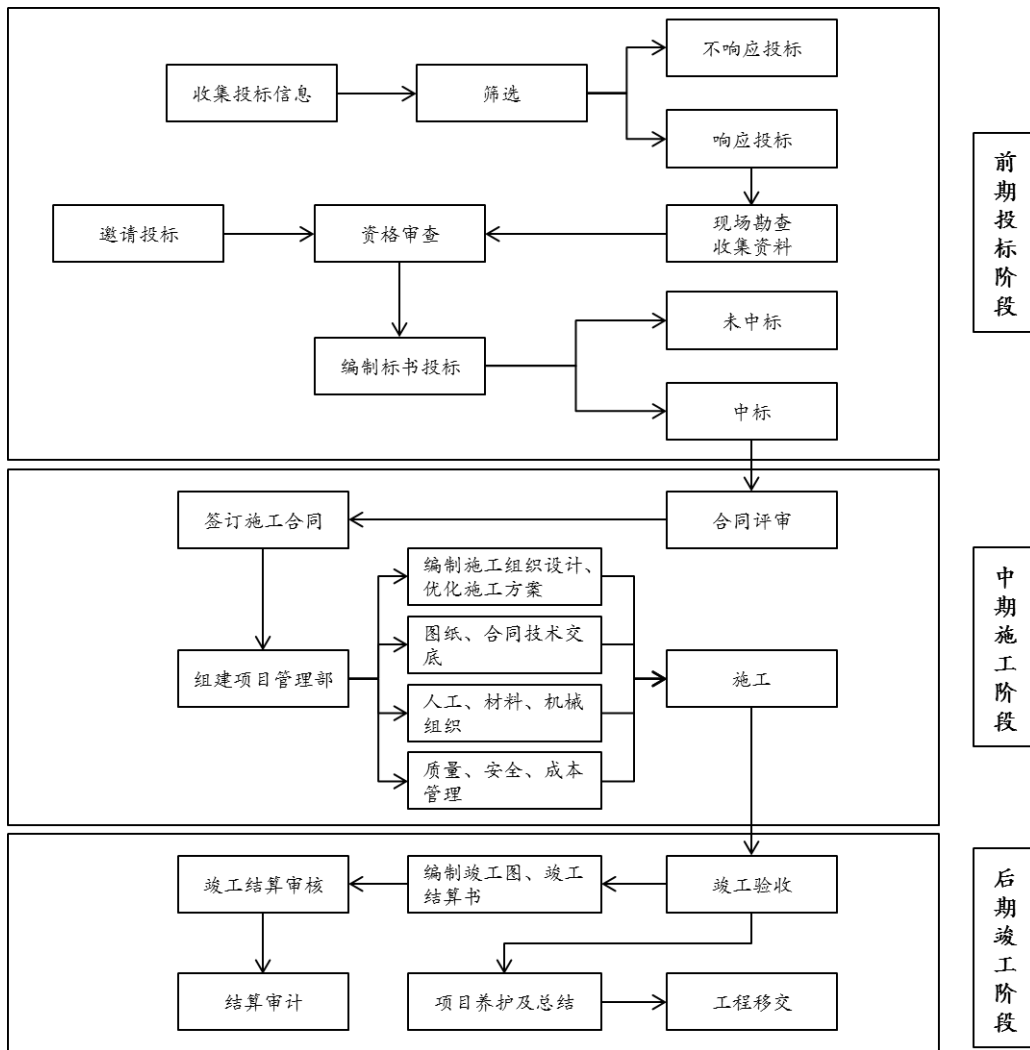 不响应投标
收集投标信息
筛选
响应投标
邀请投标
资格审查
现场勘查
收集资料
未中标
编制标书投标
中标
前期投标阶段
签订施工合同
合同评审
编制施工组织设计、
优化施工方案
图纸、合同技术交
底
组建项目管理部
施工
人工、材料、机械
组织
质量、安全、成本
管理
中期施工阶段
竣工结算审核
编制竣工图、竣工
结算书
竣工验收
结算审计
项目养护及总结
工程移交
后期竣工阶段